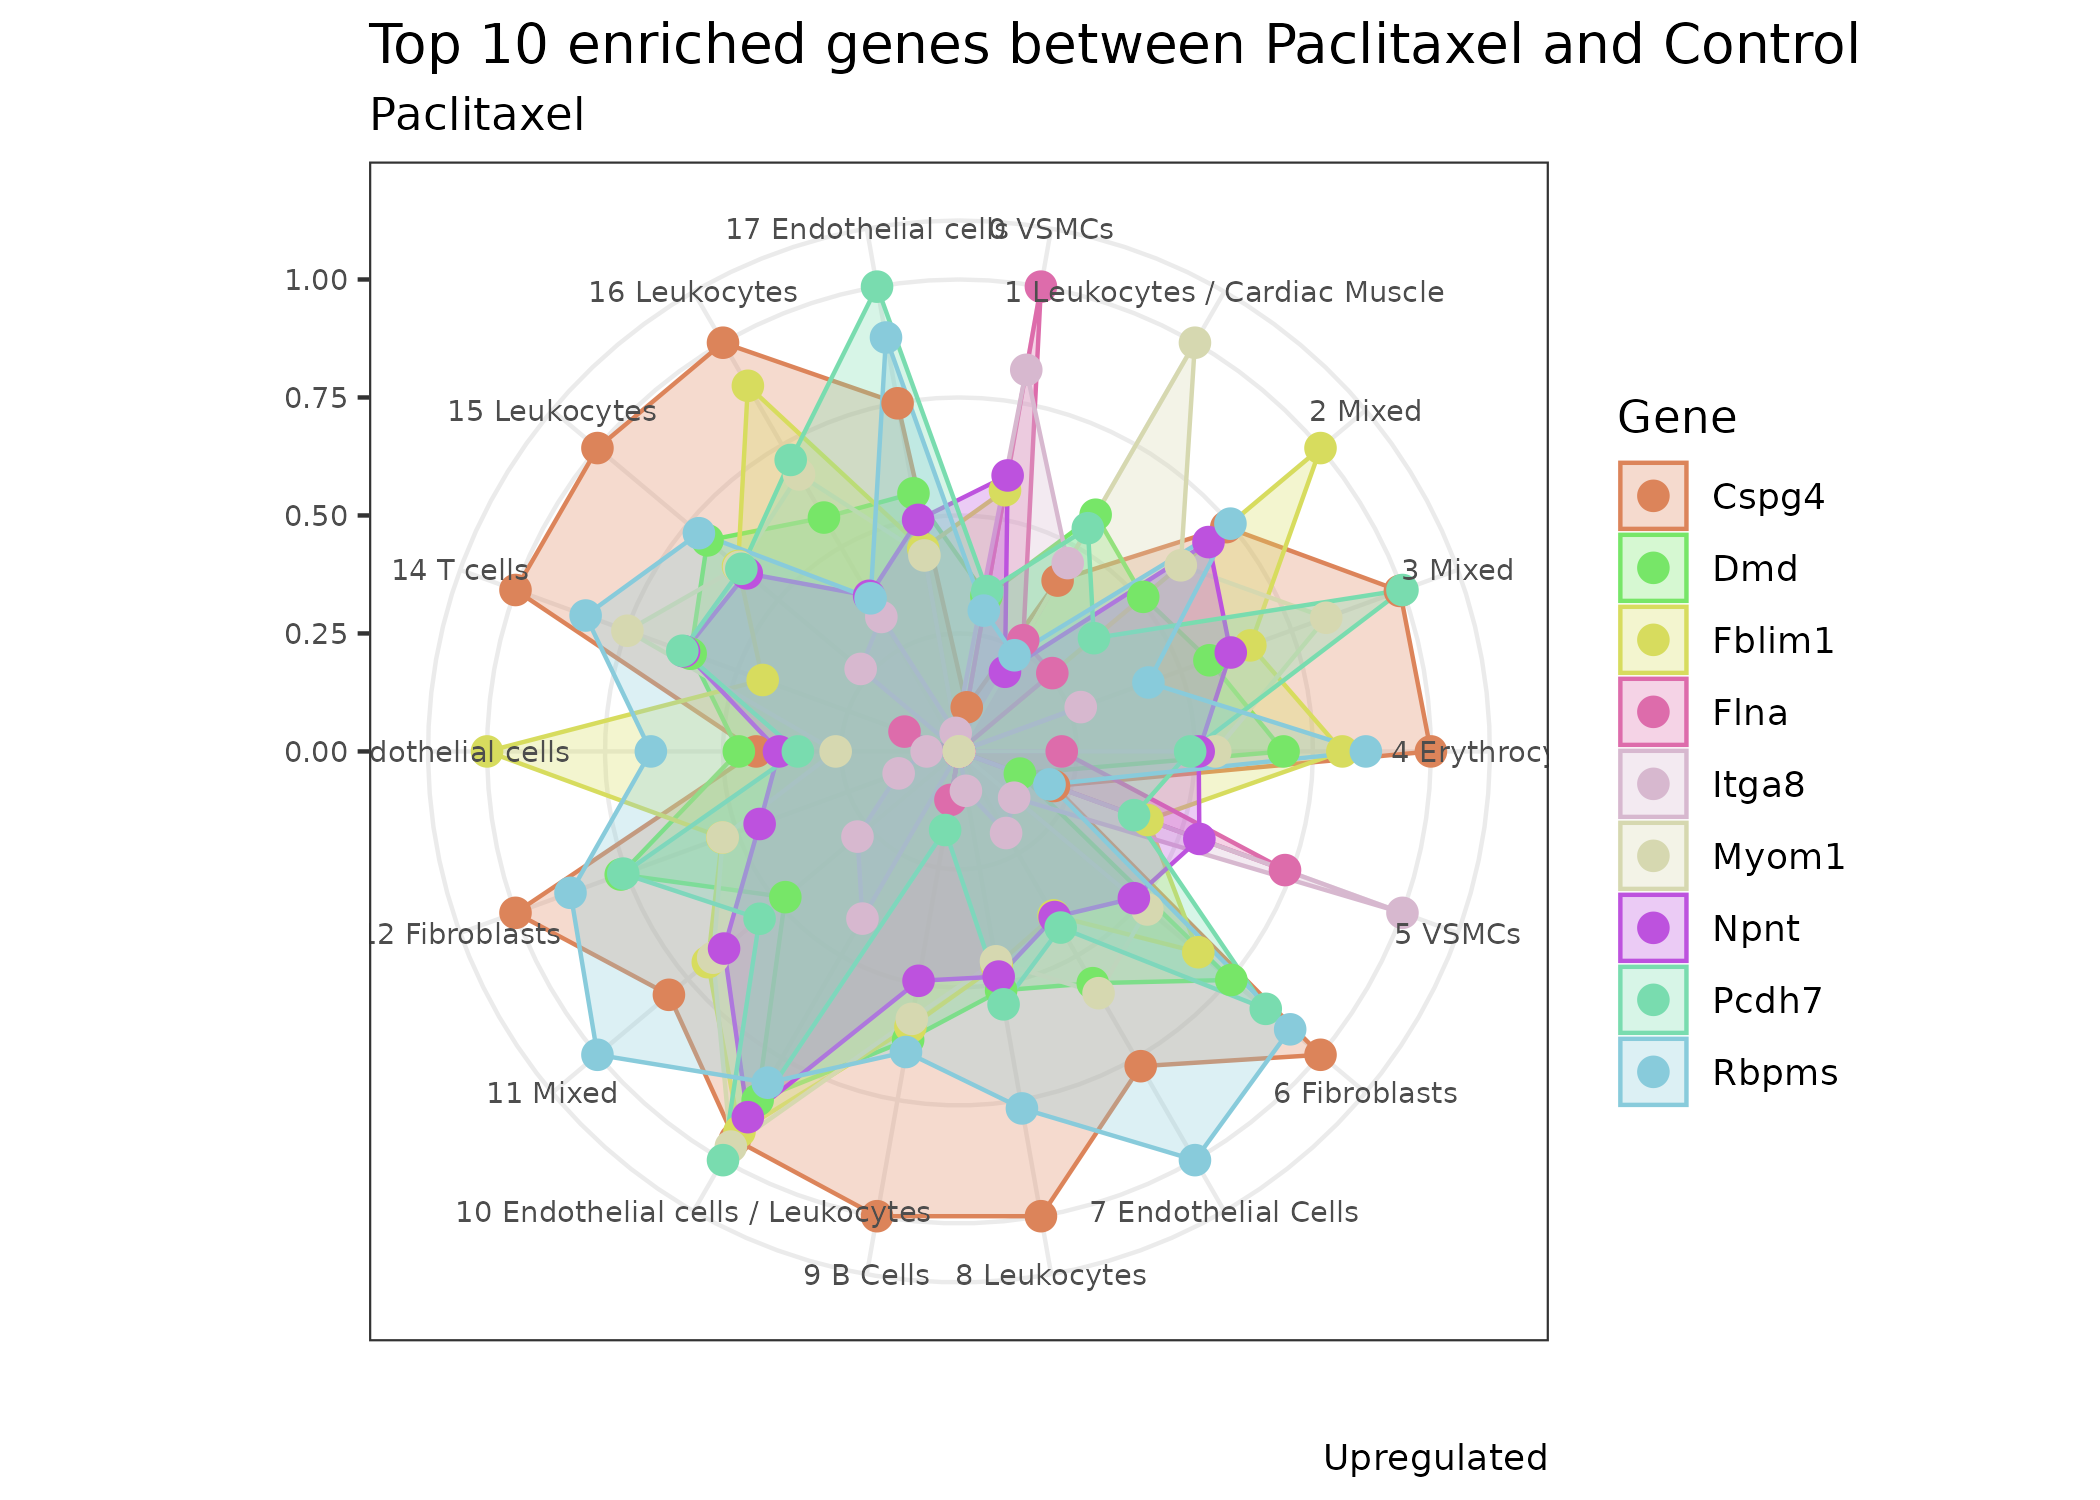 Top 10 enriched genes between Paclitaxel and Control
Paclitaxel
17 Endothelial cells
0 VSMCs
16 Leukocytes
1 Leukocytes / Cardiac Muscle
15 Leukocytes
2 Mixed
14 T cells
3 Mixed
dothelial cells
4 Erythrocy
2 Fibroblasts
5 VSMCs
11 Mixed
6 Fibroblasts
10 Endothelial cells / Leukocytes
7 Endothelial Cells
9 B Cells
8 Leukocytes
1.00
0.75
0.50
0.25
0.00
Gene
Cspg4
Dmd
Fblim1
Flna
Itga8
Myom1
Npnt
Pcdh7
Rbpms
Upregulated